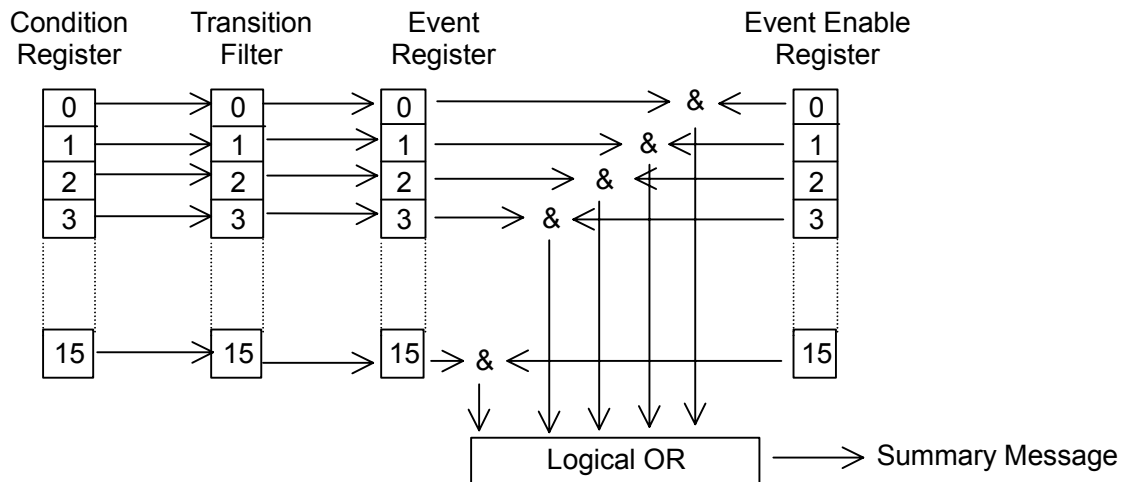 Condition Transition Event Event Enable
Register Filter Register Register
0 0 0 & 0
1 1 1 & 1
2 2 2 & 2
3 3 3 & 3
15 15 15 & 15
Logical OR Summary Message